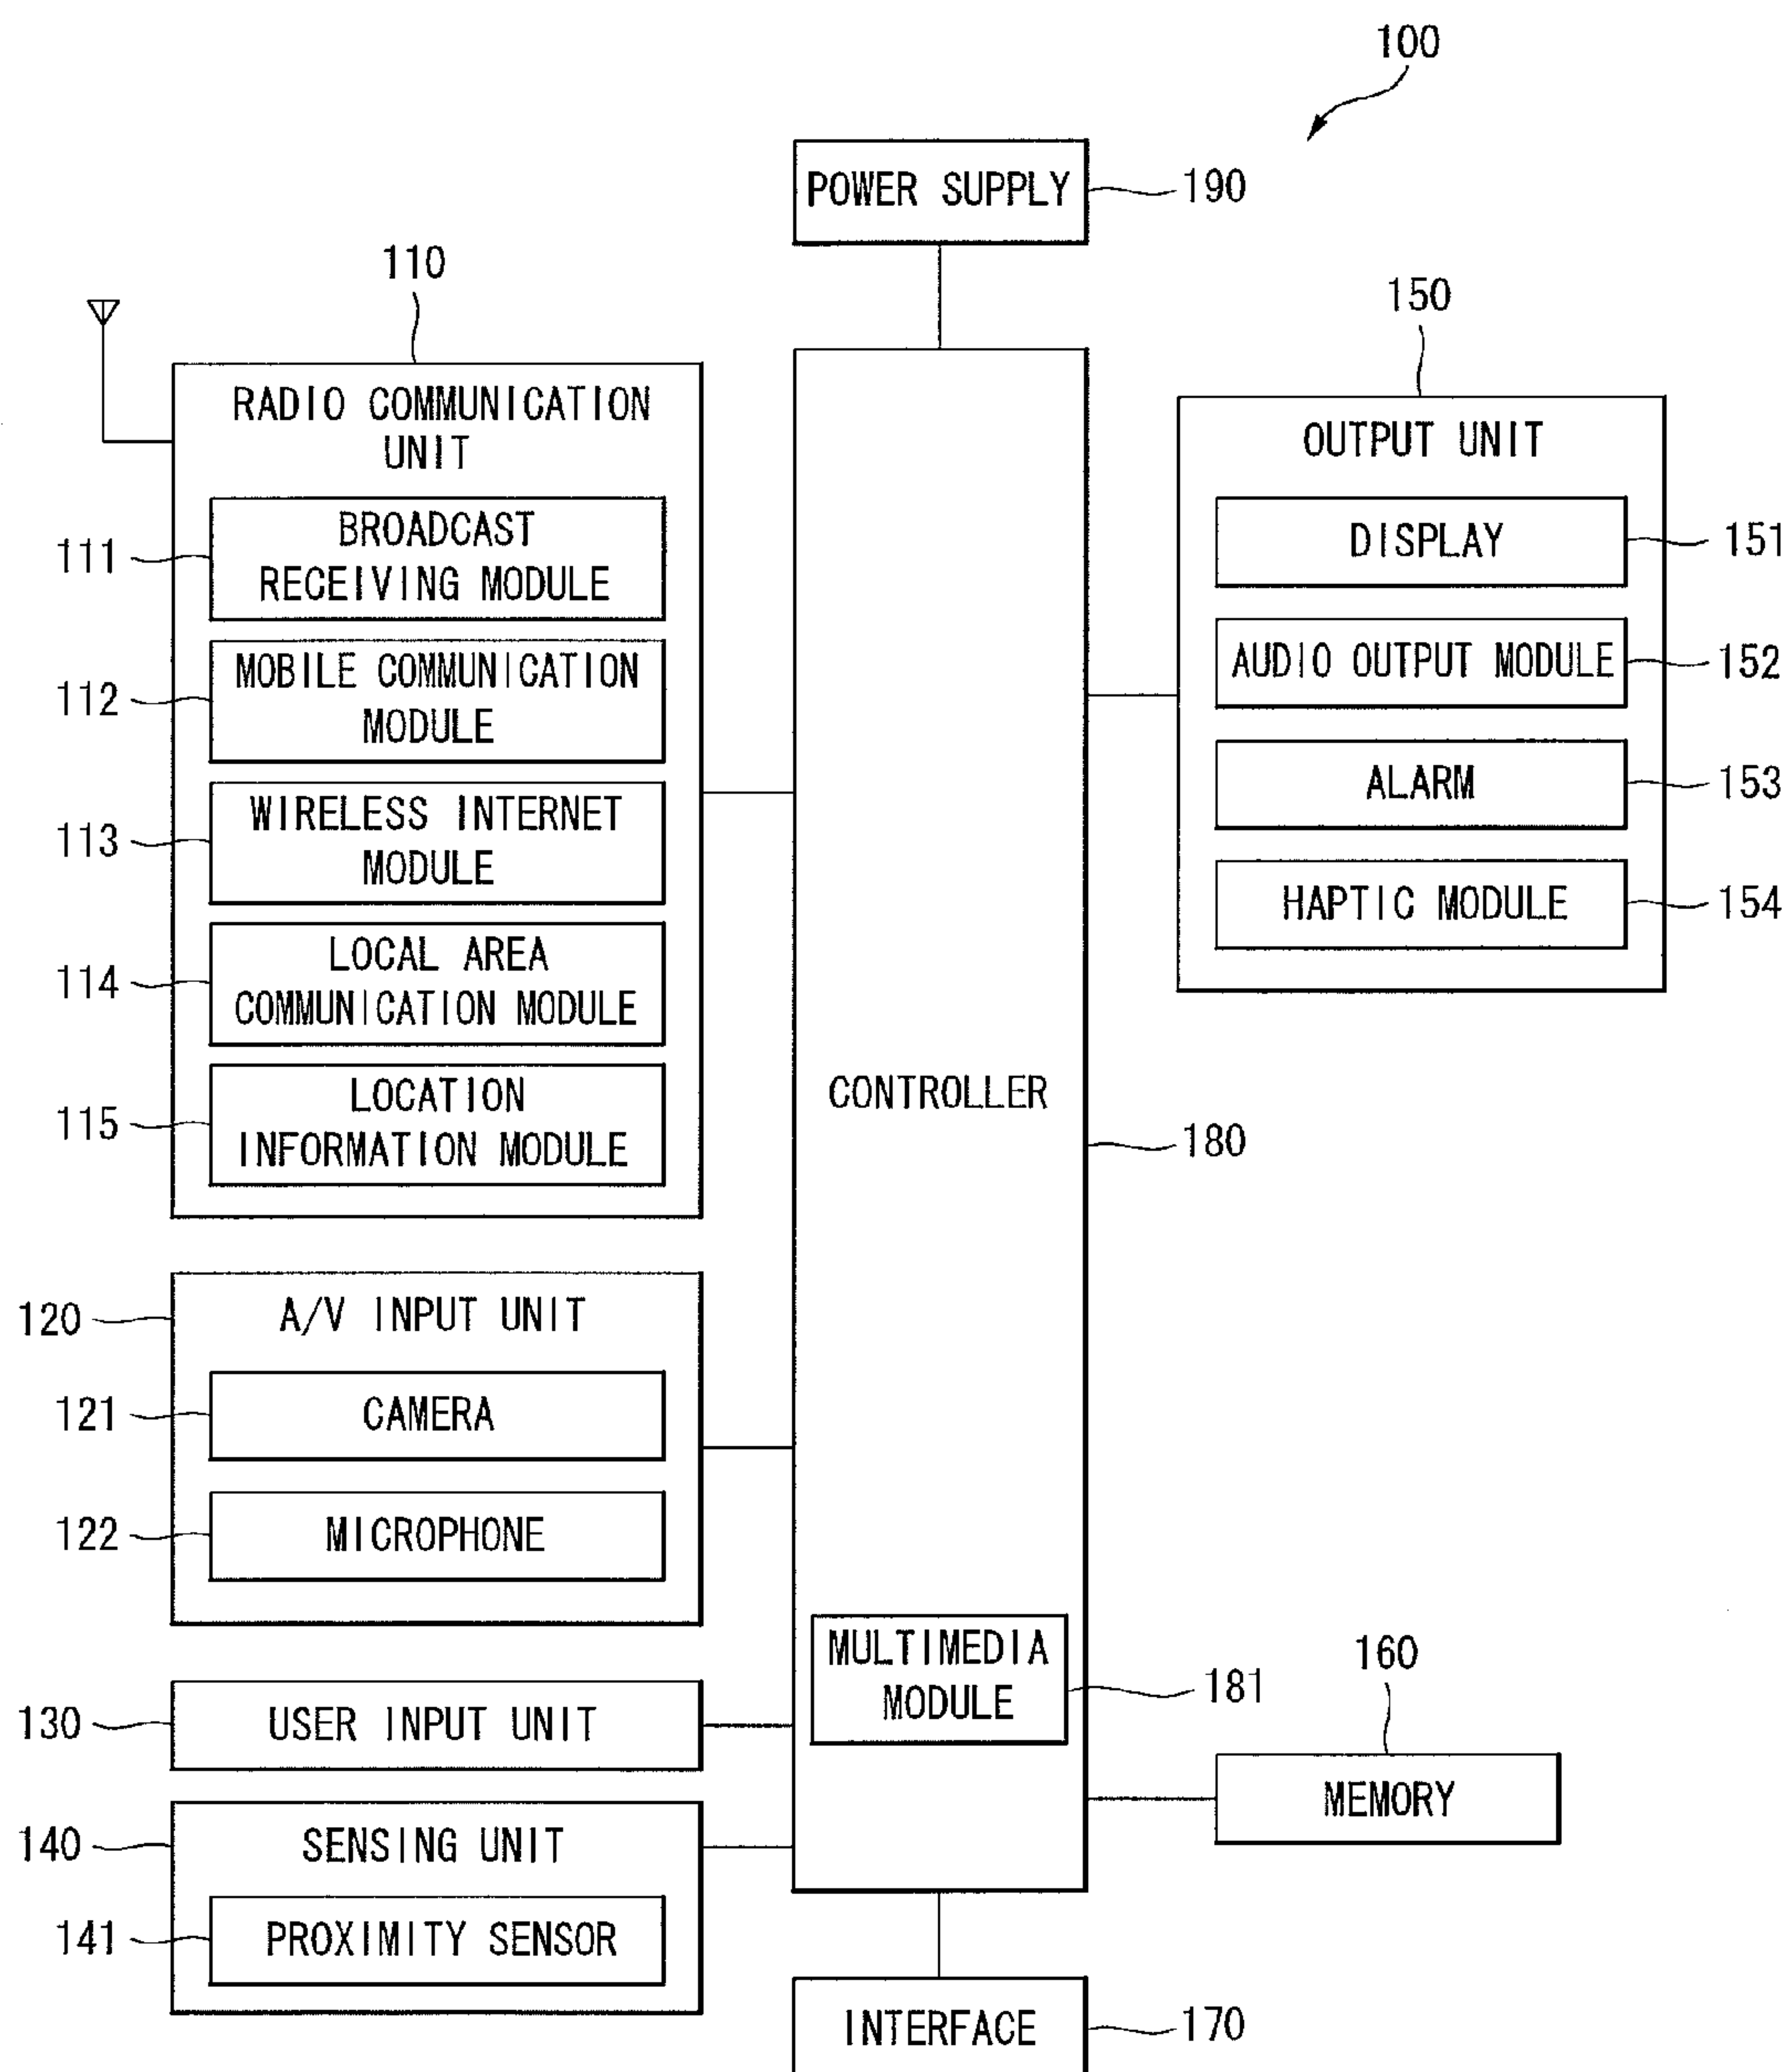 100
POWER SUPPLY
190
110
RADIO COMMUNICATION
UNIT
111
BROADCAST
RECEIVING MODULE
112
MOBILE COMMUNICATION
MODULE
113
WIRELESS INTERNET
MODULE
114
LOCAL AREA
COMMUNICATION MODULE
115
LOCATION
INFORMATION MODULE
120
A/V INPUT UNIT
121
CAMERA
122
MICROPHONE
130
USER INPUT UNIT
140
SENSING UNIT
141
PROXIMITY SENSOR
CONTROLLER
180
MULTIMEDIA
MODULE
181
150
OUTPUT UNIT
DISPLAY
151
AUDIO OUTPUT MODULE
152
ALARM
153
HAPTIC MODULE
154
160
MEMORY
INTERFACE
170